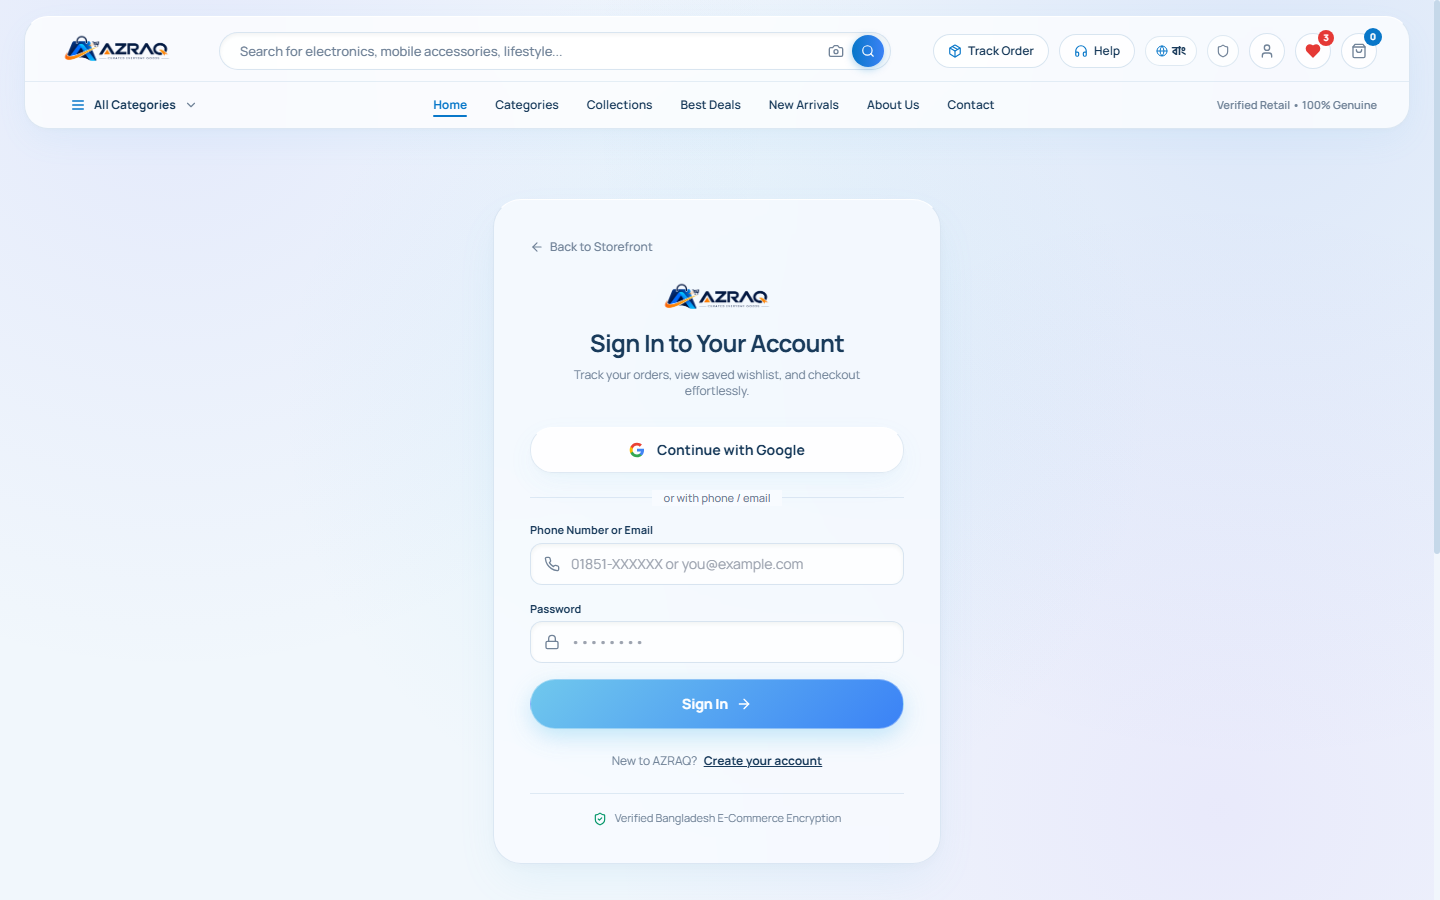 AZRAQ
Search for electronics, mobile accessories, lifestyle...
Track Order
Help
বাং
3
0
All Categories
Home
Categories
Collections
Best Deals
New Arrivals
About Us
Contact
Verified Retail • 100% Genuine
Back to Storefront
AZRAQ
Sign In to Your Account
Track your orders, view saved wishlist, and checkout
effortlessly.
Continue with Google
or with phone / email
Phone Number or Email
01851-XXXXXX or you@example.com
Password
••••••••
Sign In
New to AZRAQ? Create your account
Verified Bangladesh E-Commerce Encryption